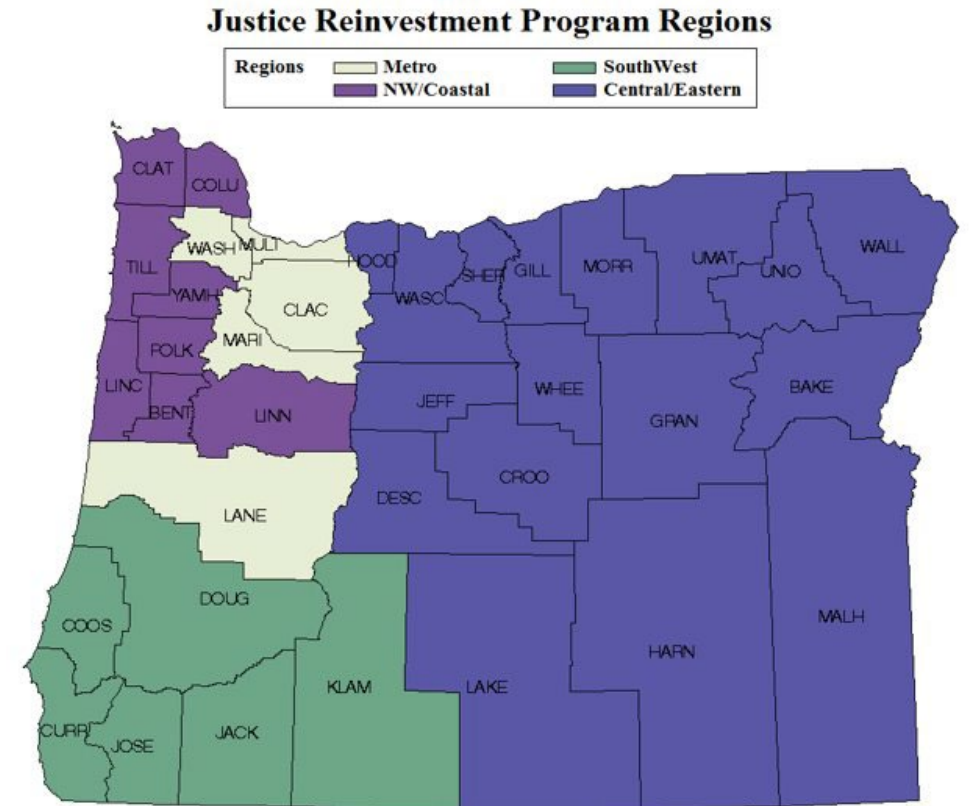 Justice Reinvestment Program Regions
Regions Metro SouthWest
NW/Coastal Central/Eastern
CLAT
COLU
WASH MULT
HOOD
TILL
YAMH
CLAC
WASC
SHER
GILL
MORR
UMAT
UNIO
WALL
MARI
POLK
LINC
BENT
LINN
JEFF
WHEE
GRAN
BAKE
CROO
DESC
LANE
DOUG
COOS
MALH
HARN
KLAM
LAKE
CURR
JOSE
JACK